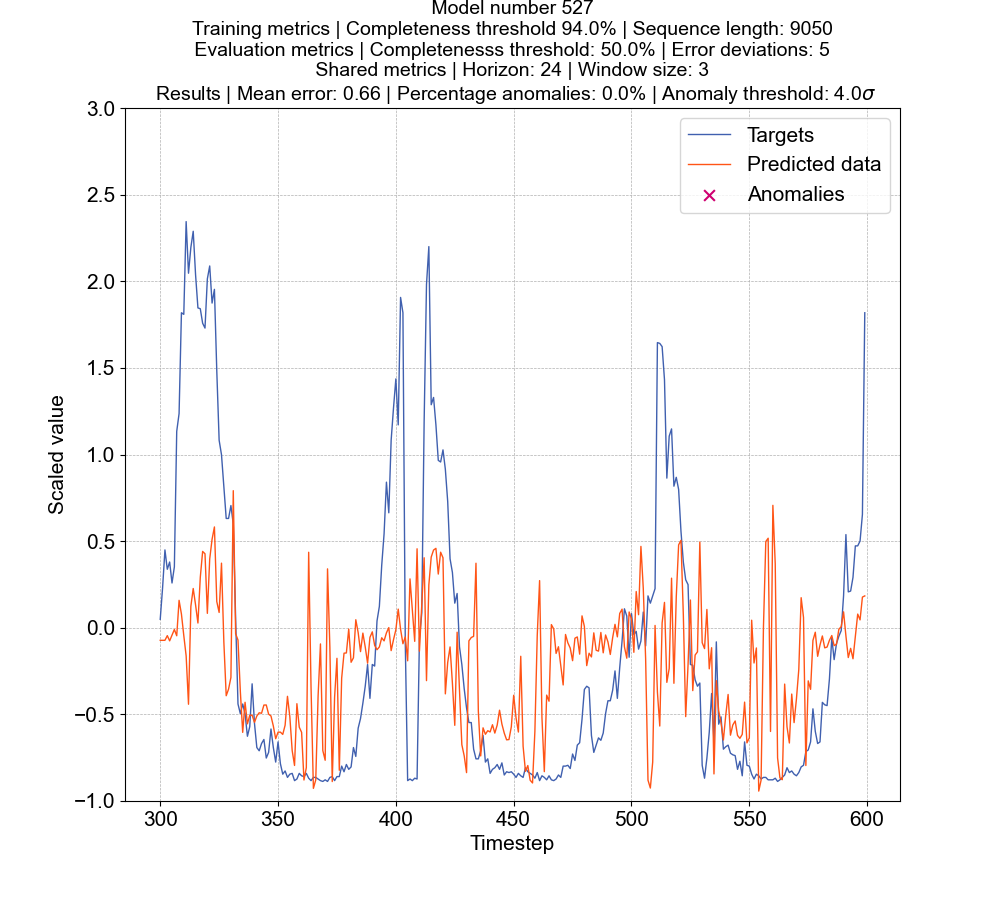 Model number 527
Training metrics | Completeness threshold 94.0% | Sequence length: 9050
Evaluation metrics | Completenesss threshold: 50.0% | Error deviations: 5
Shared metrics | Horizon: 24 | Window size: 3
Results | Mean error: 0.66 | Percentage anomalies: 0.0% | Anomaly threshold: 4.0σ
3.0
2.5
2.0
1.5
1.0
0.5
0.0
−0.5
−1.0
Scaled value
Targets
Predicted data
Anomalies
300 350 400 450 500 550 600
Timestep